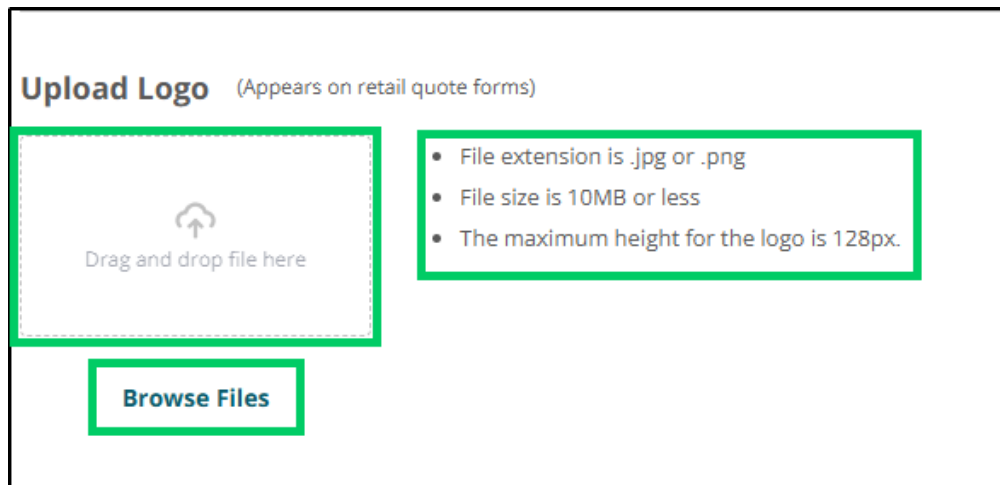 Upload Logo (Appears on retail quote forms)
Drag and drop file here
• File extension is .jpg or .png
• File size is 10MB or less
• The maximum height for the logo is 128px.
Browse Files